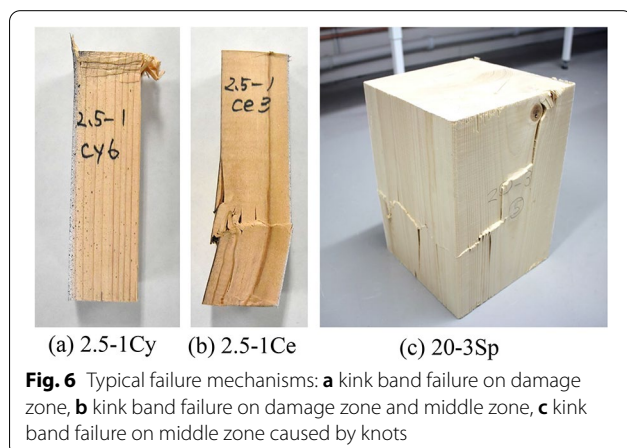 2.5-1
cy6
2.5-1
ce3
(a) 2.5-1Cy
(b) 2.5-1Ce
(c) 20-3Sp
Fig. 6 Typical failure mechanisms: a kink band failure on damage
zone, b kink band failure on damage zone and middle zone, c kink
band failure on middle zone caused by knots